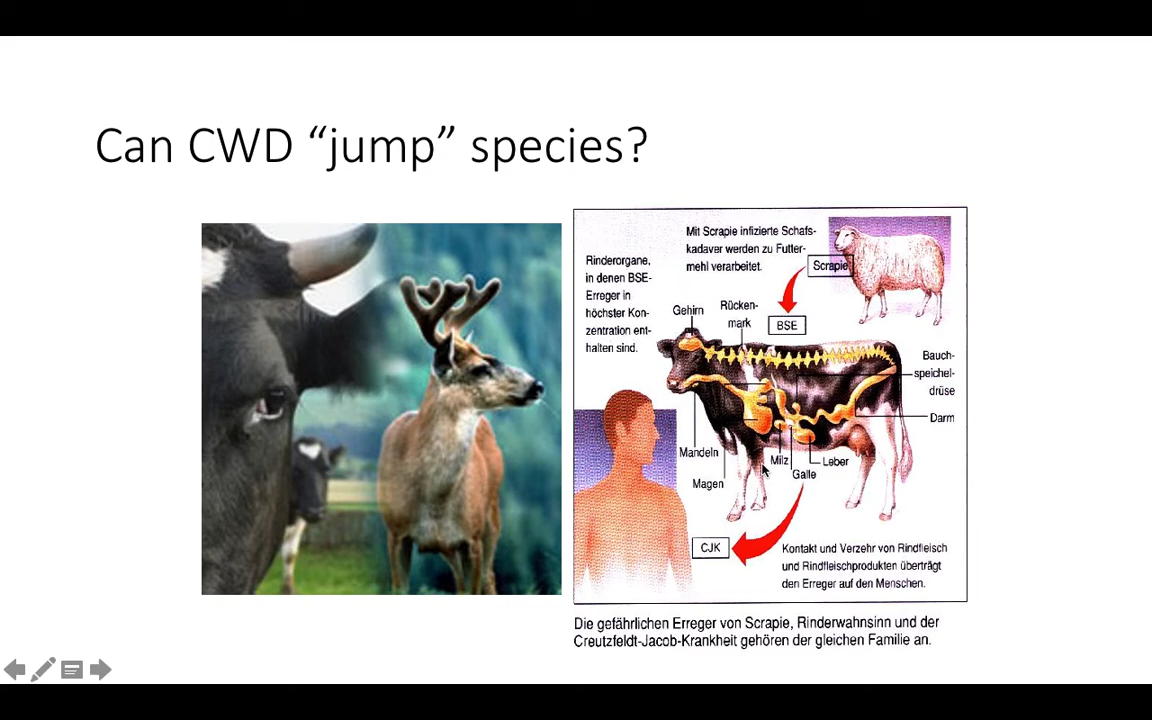 Can CWD “jump” species?
Mit Scrapie infizierte Schafs-
kadaver werden zu Futter-
mehl verarbeitet.
Scrapie
Rinderorgane,
in denen BSE-
Erreger in
höchster Kon-
zentration ent-
halten sind.
Gehirn
Rücken-
mark
BSE
Bauch-
speichel-
drüse
Darm
Mandeln
Magen
Milz
Galle
Leber
CJK
Kontakt und Verzehr von Rindfleisch
und Rindfleischprodukten überträgt
den Erreger auf den Menschen.
Die gefährlichen Erreger von Scrapie, Rinderwahnsinn und der
Creutzfeldt-Jacob-Krankheit gehören der gleichen Familie an.